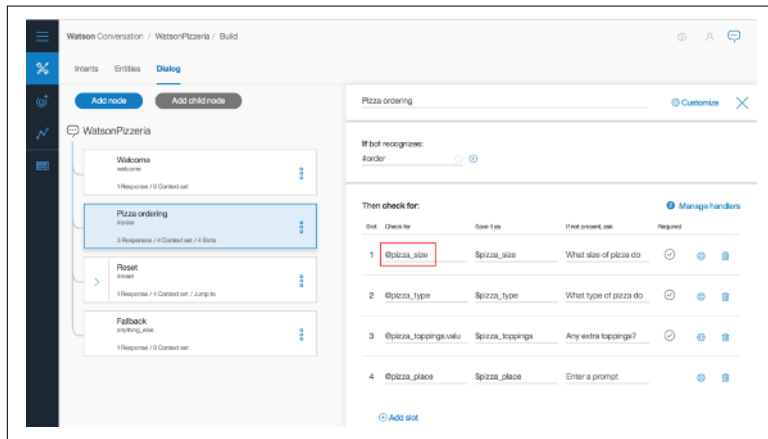 Watson Conversation / WatsonPizzeria / Build
Intents Entities Dialog
Add node Add child node
WatsonPizzeria
Welcome
welcome
1 Response / 0 Context set
Pizza ordering
#order
3 Responses / 4 Context set / 4 Slots
Reset
#reset
1 Response / 4 Context set / Jump to
Fallback
anything_else
1 Response / 0 Context set
Pizza ordering Customize
If bot recognizes:
#order
Then check for: Manage handlers
Slot Check for Save it as If not present, ask Required
1 @pizza_size $pizza_size What size of pizza do
2 @pizza_type $pizza_type What type of pizza do
3 @pizza_toppings.valu $pizza_toppings Any extra toppings?
4 @pizza_place $pizza_place Enter a prompt
Add slot